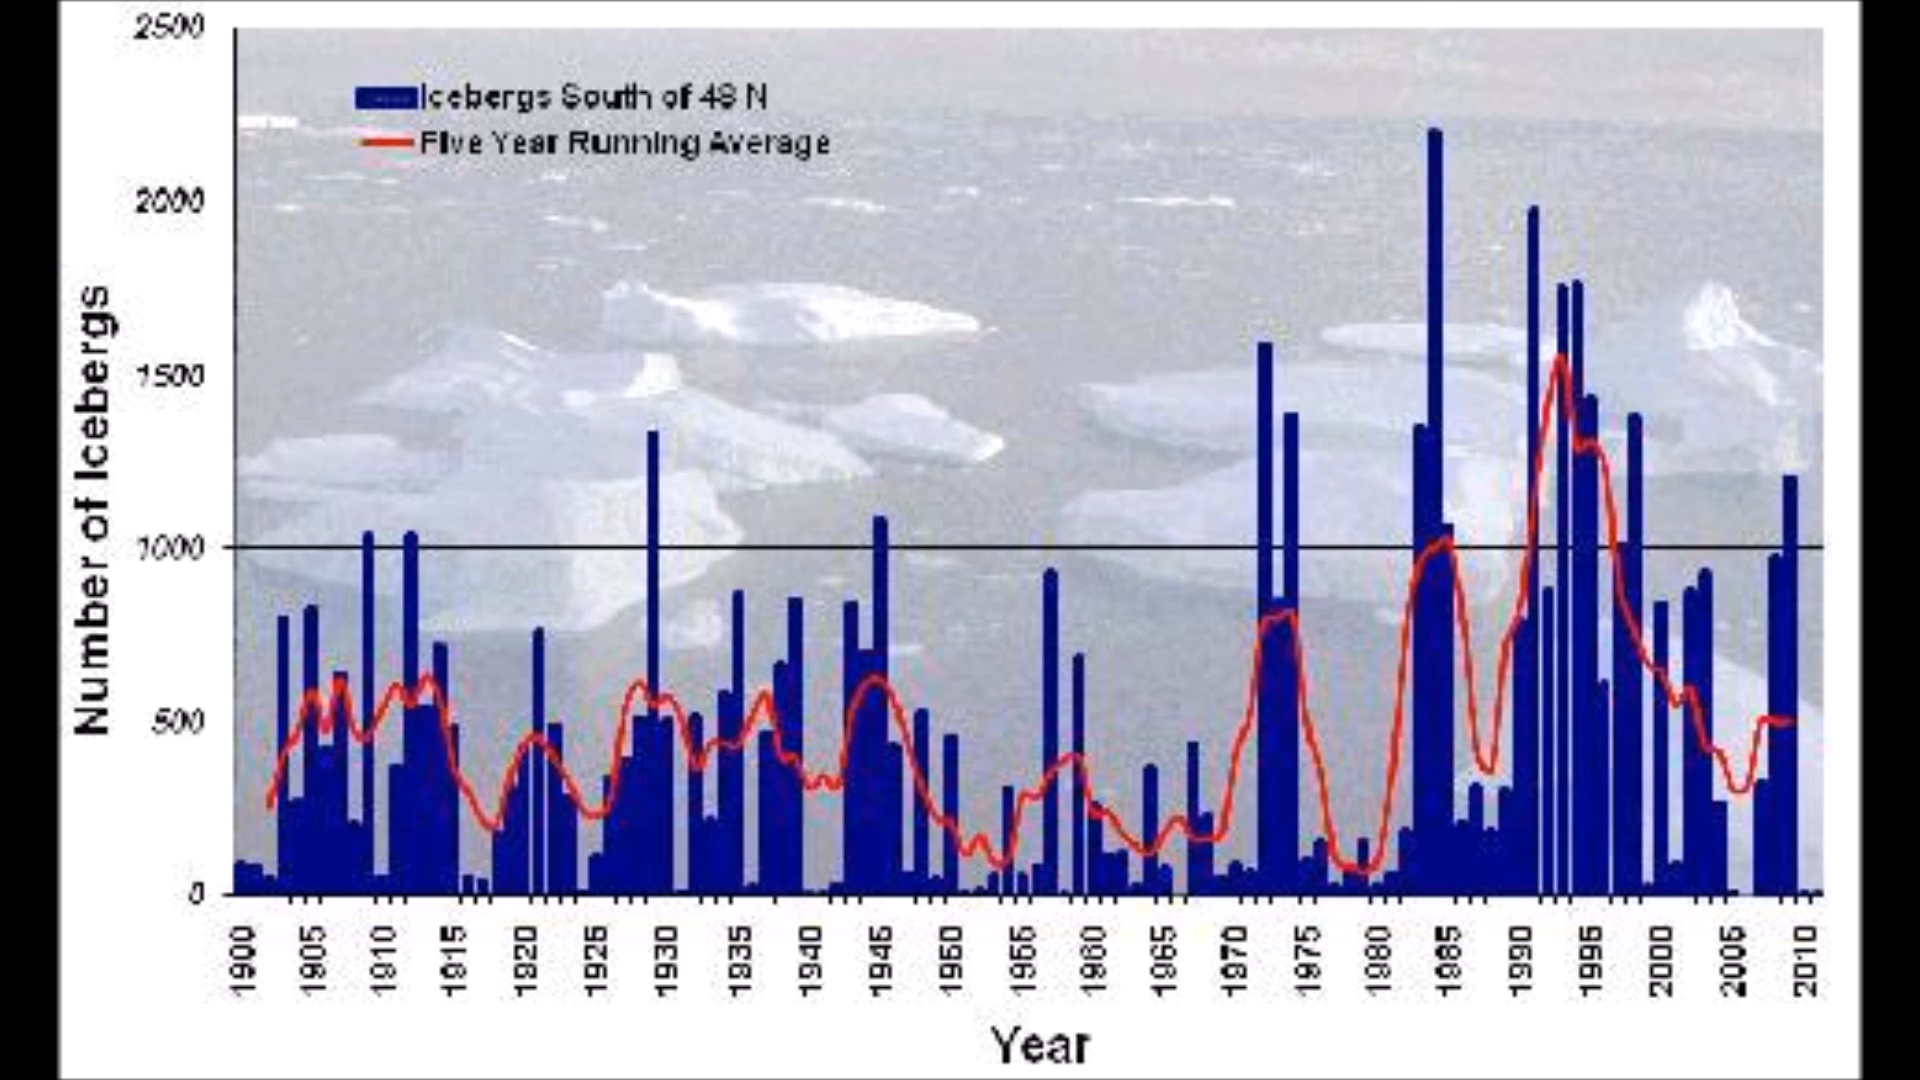 2500
Icebergs South of 48 N
Five Year Running Average
2000
1500
1000
500
0
Number of Icebergs
1900 1905 1910 1915 1920 1925 1930 1935 1940 1945 1950 1955 1960 1965 1970 1975 1980 1985 1990 1995 2000 2005 2010
Year